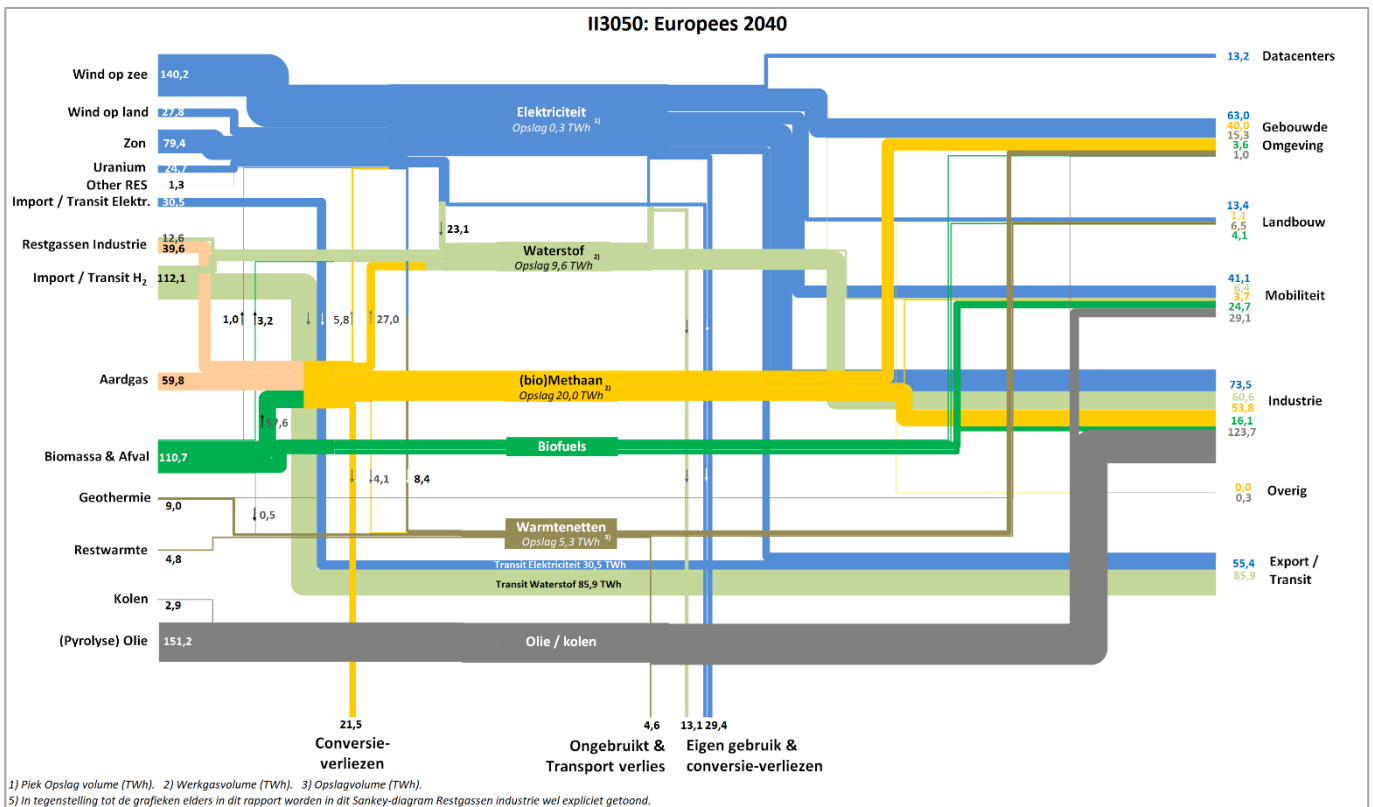 II3050: Europees 2040
Wind op zee
140,2
Wind op land
27,8
Zon
79,4
Uranium
24,7
Other RES
1,3
Import / Transit Elektr.
30,5
Restgassen Industrie
12,6
39,6
Import / Transit H2
112,1
Aardgas
59,8
Biomassa & Afval
110,7
Geothermie
9,0
Restwarmte
4,8
Kolen
2,9
(Pyrolyse) Olie
151,2
Elektriciteit
Opslag 0,3 TWh 1)
23,1
Waterstof
Opslag 9,6 TWh 2)
1,0
3,2
5,8
27,0
(bio)Methaan
Opslag 20,0 TWh 2)
57,6
Biofuels
4,1
8,4
0,5
Warmtenetten
Opslag 5,3 TWh 3)
Transit Elektriciteit 30,5 TWh
Transit Waterstof 85,9 TWh
Olie / kolen
13,2
Datacenters
63,0
40,0
15,3
3,6
1,0
Gebouwde
Omgeving
13,4
1,1
6,5
4,1
Landbouw
41,1
6,4
3,7
24,7
29,1
Mobiliteit
73,5
60,6
53,8
16,1
123,7
Industrie
0,0
0,3
Overig
55,4
85,9
Export /
Transit
21,5
Conversie-
verliezen
4,6
Ongebruikt &
Transport verlies
13,1
29,4
Eigen gebruik &
conversie-verliezen
1) Piek Opslag volume (TWh). 2) Werkgasvolume (TWh). 3) Opslagvolume (TWh).
5) In tegenstelling tot de grafieken elders in dit rapport worden in dit Sankey-diagram Restgassen industrie wel expliciet getoond.